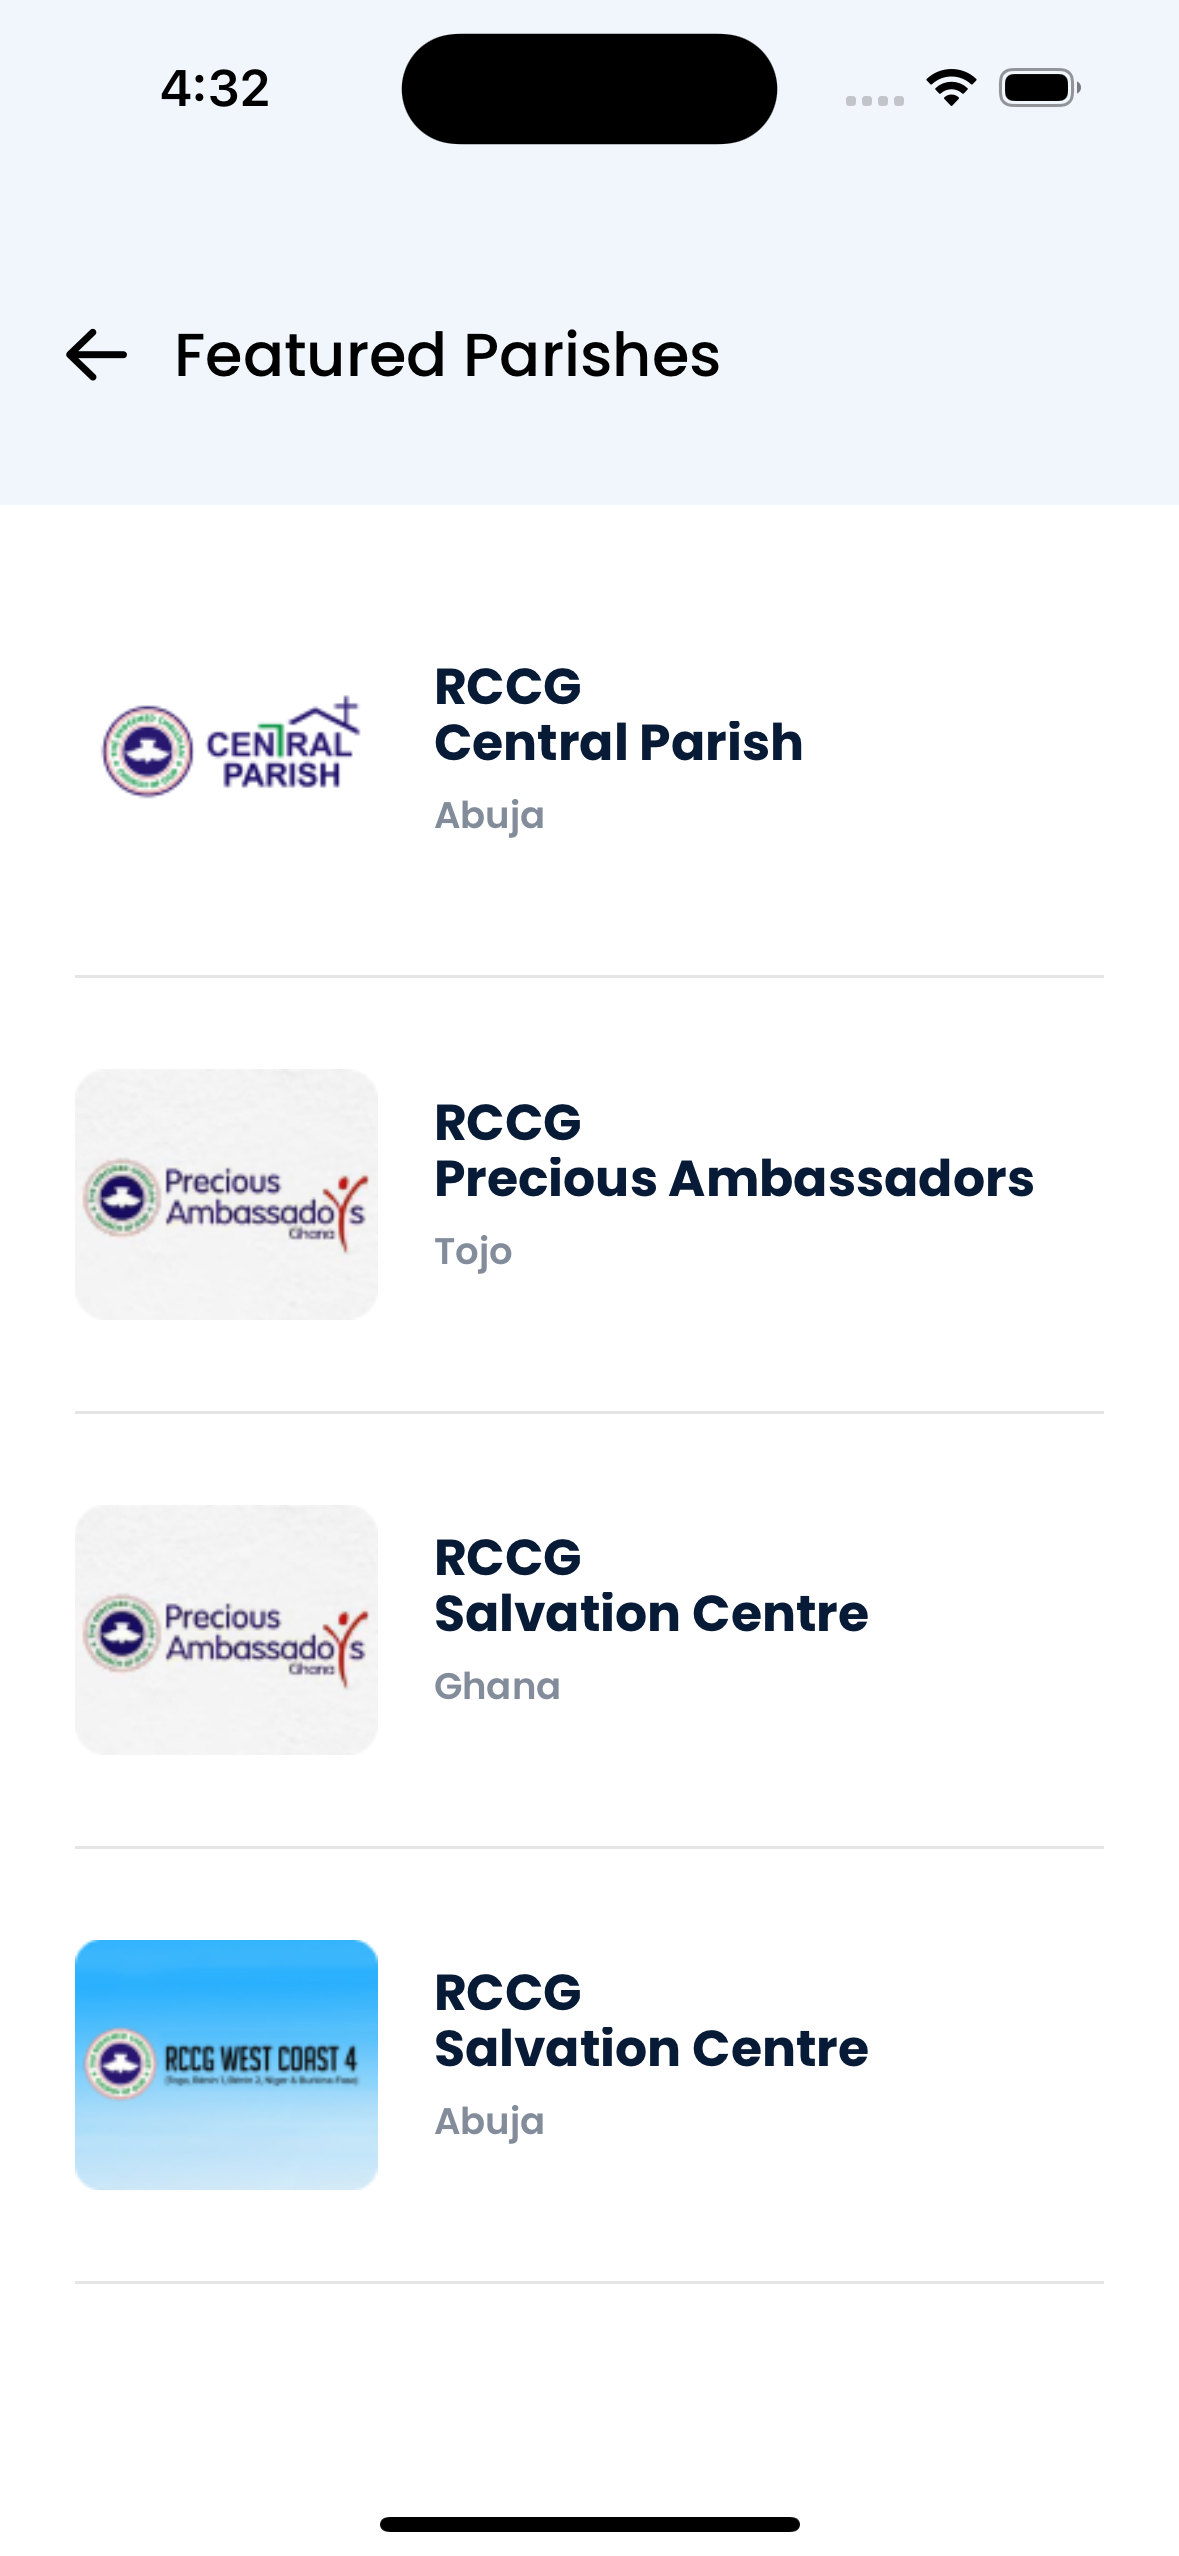 4:32
Featured Parishes
CENTRAL
PARISH
RCCG
Central Parish
Abuja
Precious
Ambassadors
Ghana
RCCG
Precious Ambassadors
Tojo
Precious
Ambassadors
Ghana
RCCG
Salvation Centre
Ghana
RCCG WEST COAST 4
RCCG
Salvation Centre
Abuja